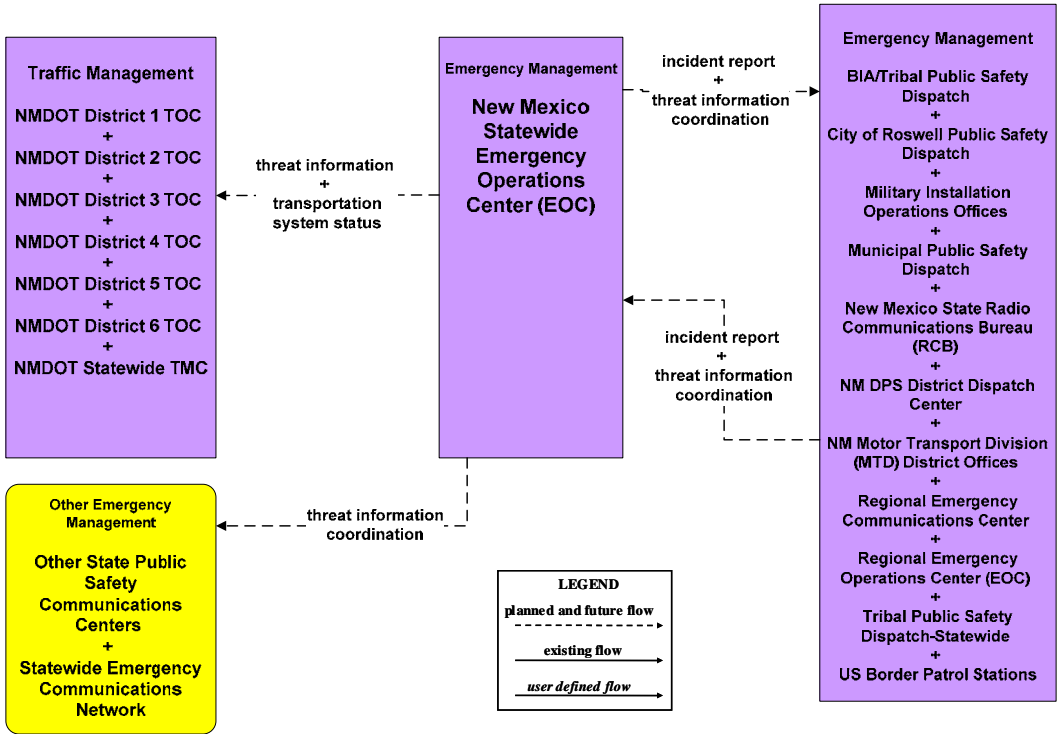 Traffic Management
NMDOT District 1 TOC
+
NMDOT District 2 TOC
+
NMDOT District 3 TOC
+
NMDOT District 4 TOC
+
NMDOT District 5 TOC
+
NMDOT District 6 TOC
+
NMDOT Statewide TMC
threat information
+
transportation
system status
Emergency Management
New Mexico
Statewide
Emergency
Operations
Center (EOC)
incident report
+
threat information
coordination
incident report
+
threat information
coordination
Emergency Management
BIA/Tribal Public Safety
Dispatch
+
City of Roswell Public Safety
Dispatch
+
Military Installation
Operations Offices
+
Municipal Public Safety
Dispatch
+
New Mexico State Radio
Communications Bureau
(RCB)
+
NM DPS District Dispatch
Center
+
NM Motor Transport Division
(MTD) District Offices
+
Regional Emergency
Communications Center
+
Regional Emergency
Operations Center (EOC)
+
Tribal Public Safety
Dispatch-Statewide
+
US Border Patrol Stations
Other Emergency
Management
Other State Public
Safety
Communications
Centers
+
Statewide Emergency
Communications
Network
threat information
coordination
LEGEND
planned and future flow
existing flow
user defined flow